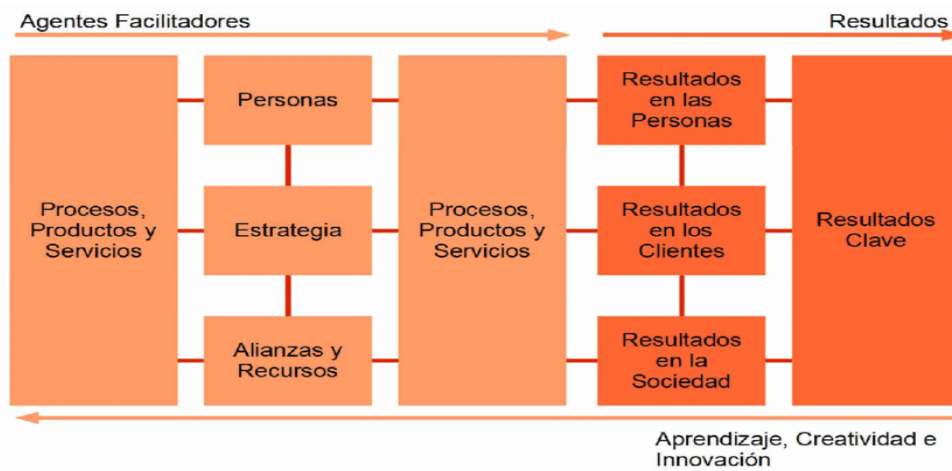 Agentes Facilitadores
Resultados
Procesos,
Productos y
Servicios
Personas
Estrategia
Alianzas y
Recursos
Procesos,
Productos y
Servicios
Resultados
en las
Personas
Resultados
en los
Clientes
Resultados
en la
Sociedad
Resultados
Clave
Aprendizaje, Creatividad e
Innovación